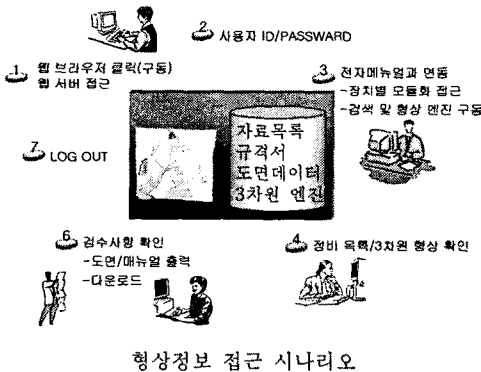 2 사용자 ID/PASSWARD
1. 웹 브라우저 클릭(구동)
웹 서버 접근
3 전자메뉴얼과 연동
-장치별 모듈화 접근
-검색 및 형상 엔진 구동
자료목록
규격서
도면데이터
3차원 엔진
7 LOG OUT
6 검수사항 확인
-도면/매뉴얼 출력
-다운로드
4 정비 목록/3차원 형상 확인
형상정보 접근 시나리오